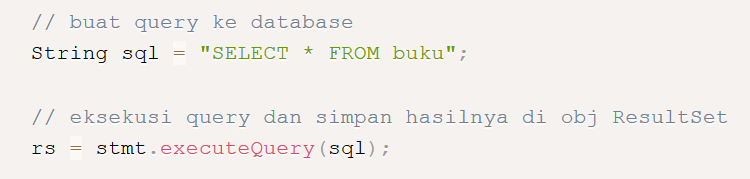 // buat query ke database
String sql = "SELECT * FROM buku";
// eksekusi query dan simpan hasilnya di obj ResultSet
rs = stmt.executeQuery(sql);